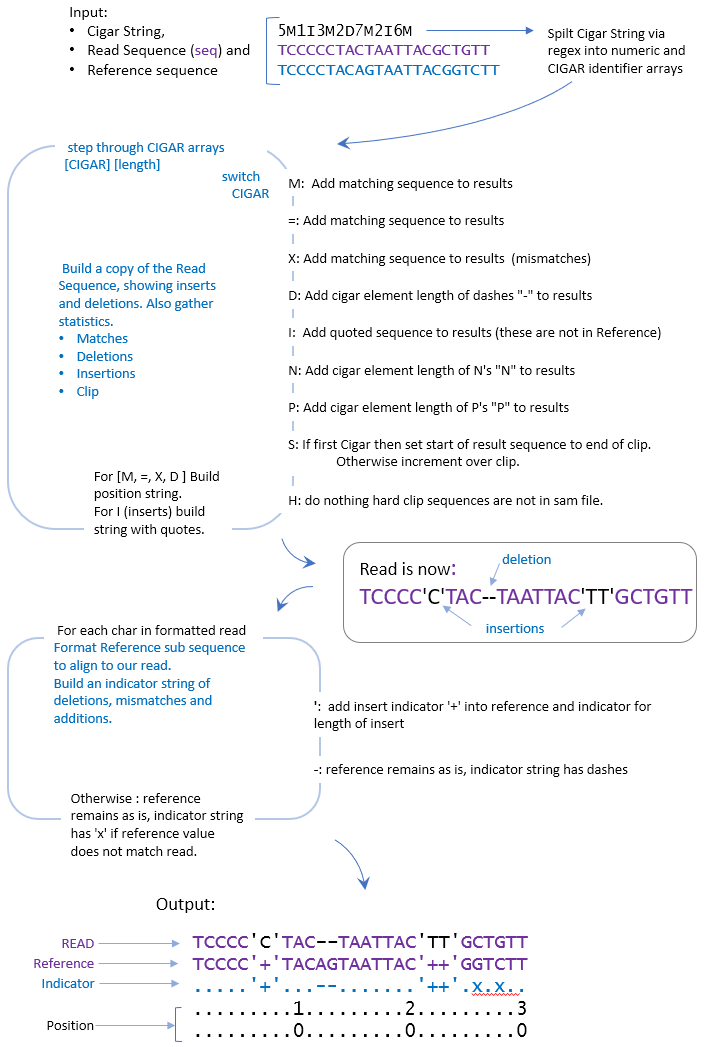 Input:
• Cigar String,
• Read Sequence (seq) and
• Reference sequence
5M1I3M2D7M2I6M
TCCCCCTACTAATTACGCTGTT
TCCCCTACAGTAATTACGGTCTT
Spilt Cigar String via
regex into numeric and
CIGAR identifier arrays
step through CIGAR arrays
[CIGAR] [length]
switch
CIGAR
M: Add matching sequence to results
=: Add matching sequence to results
X: Add matching sequence to results (mismatches)
D: Add cigar element length of dashes "-" to results
I: Add quoted sequence to results (these are not in Reference)
N: Add cigar element length of N's "N" to results
P: Add cigar element length of P's "P" to results
S: If first Cigar then set start of result sequence to end of clip.
Otherwise increment over clip.
H: do nothing hard clip sequences are not in sam file.
Build a copy of the Read
Sequence, showing inserts
and deletions. Also gather
statistics.
• Matches
• Deletions
• Insertions
• Clip
For [M, =, X, D ] Build
position string.
For I (inserts) build
string with quotes.
deletion
Read is now:
TCCCC'C'TAC--TAATTAC'TT'GCTGTT
insertions
For each char in formatted read
Format Reference sub sequence
to align to our read.
Build an indicator string of
deletions, mismatches and
additions.
': add insert indicator '+' into reference and indicator for
length of insert
-: reference remains as is, indicator string has dashes
Otherwise : reference
remains as is, indicator string
has 'x' if reference value
does not match read.
Output:
READ TCCCC'C'TAC--TAATTAC'TT'GCTGTT
Reference TCCCC'+'TACAGTAATTAC'++'GGTCTT
Indicator .....'+'...--.......'++'.x.x..
Position
.........1.........2.........3
.........0.........0.........0